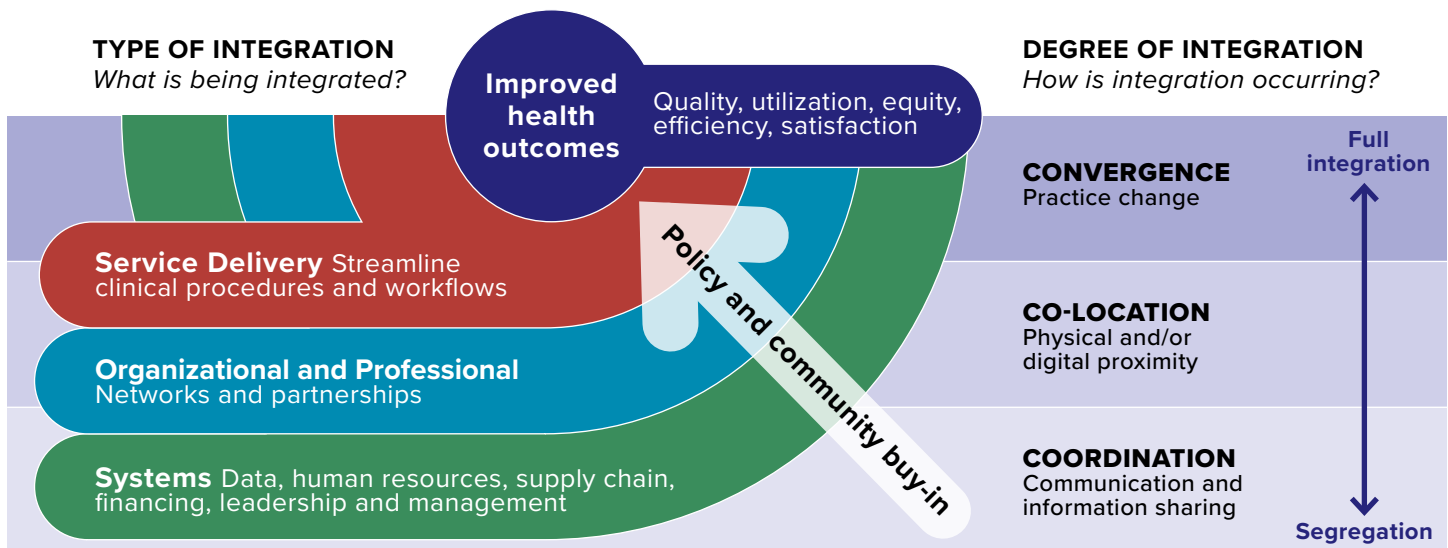 TYPE OF INTEGRATION
What is being integrated?
Improved
health
outcomes
Quality, utilization, equity,
efficiency, satisfaction
DEGREE OF INTEGRATION
How is integration occurring?
Service Delivery Streamline
clinical procedures and workflows
Organizational and Professional
Networks and partnerships
Systems Data, human resources, supply chain,
financing, leadership and management
Policy and community buy-in
CONVERGENCE
Practice change
CO-LOCATION
Physical and/or
digital proximity
COORDINATION
Communication and
information sharing
Full
integration
Segregation